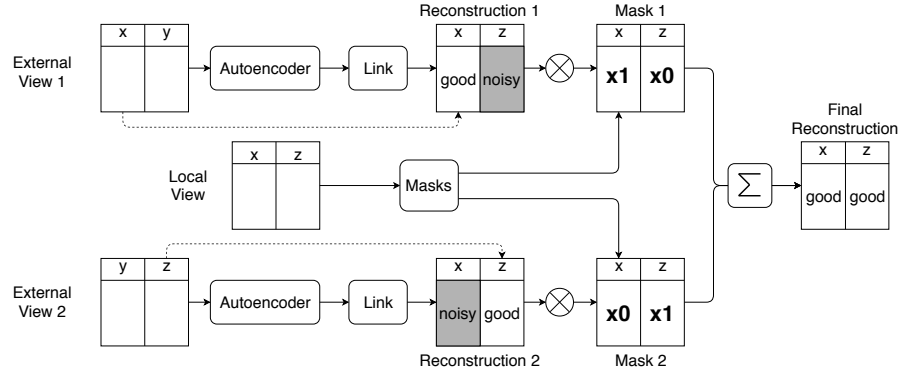 Reconstruction 1
Mask 1
x y
x z
x z
External
View 1
Autoencoder
Link
good noisy
x1 x0
Final
Reconstruction
x z
x z
Local
View
Masks
Σ
good good
y z
x z
x z
External
View 2
Autoencoder
Link
noisy good
x0 x1
Reconstruction 2
Mask 2